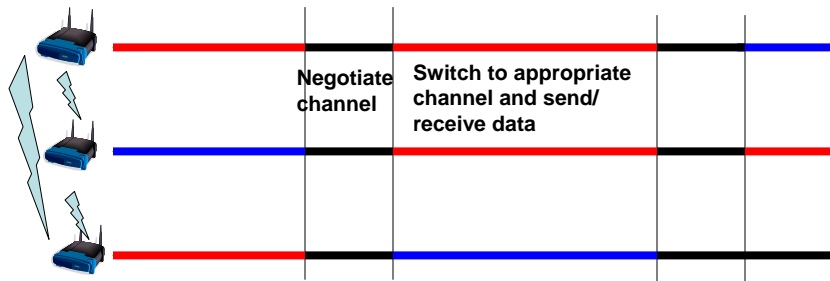 Negotiate
channel
Switch to appropriate
channel and send/
receive data